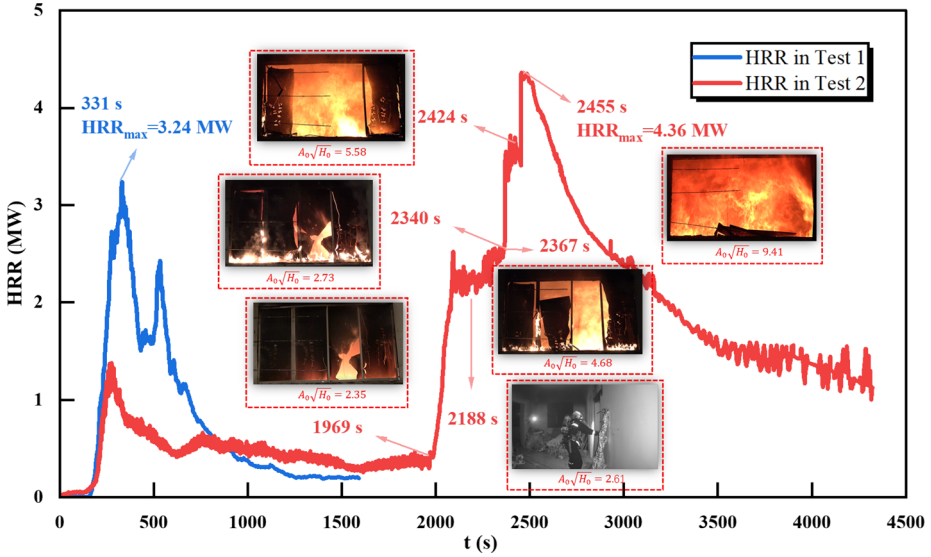 5
4
3
2
1
0
HRR (MW)
0
500
1000
1500
2000
2500
3000
3500
4000
4500
t (s)
HRR in Test 1
HRR in Test 2
331 s
HRRmax=3.24 MW
A₀√H₀ = 5.58
2424 s
2455 s
HRRmax=4.36 MW
A₀√H₀ = 2.73
2340 s
2367 s
A₀√H₀ = 9.41
A₀√H₀ = 2.35
A₀√H₀ = 4.68
1969 s
2188 s
A₀√H₀ = 2.61